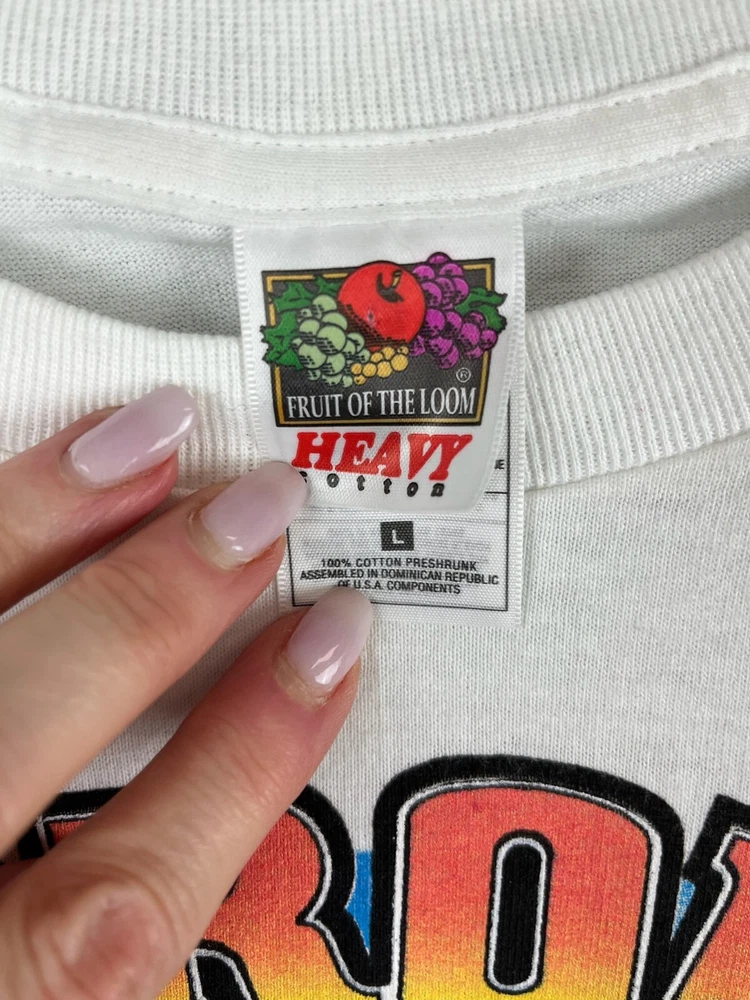 ®
FRUIT OF THE LOOM
HEAVY
cotton
L
100% COTTON PRESHRUNK
ASSEMBLED IN DOMINICAN REPUBLIC
OF U.S.A. COMPONENTS